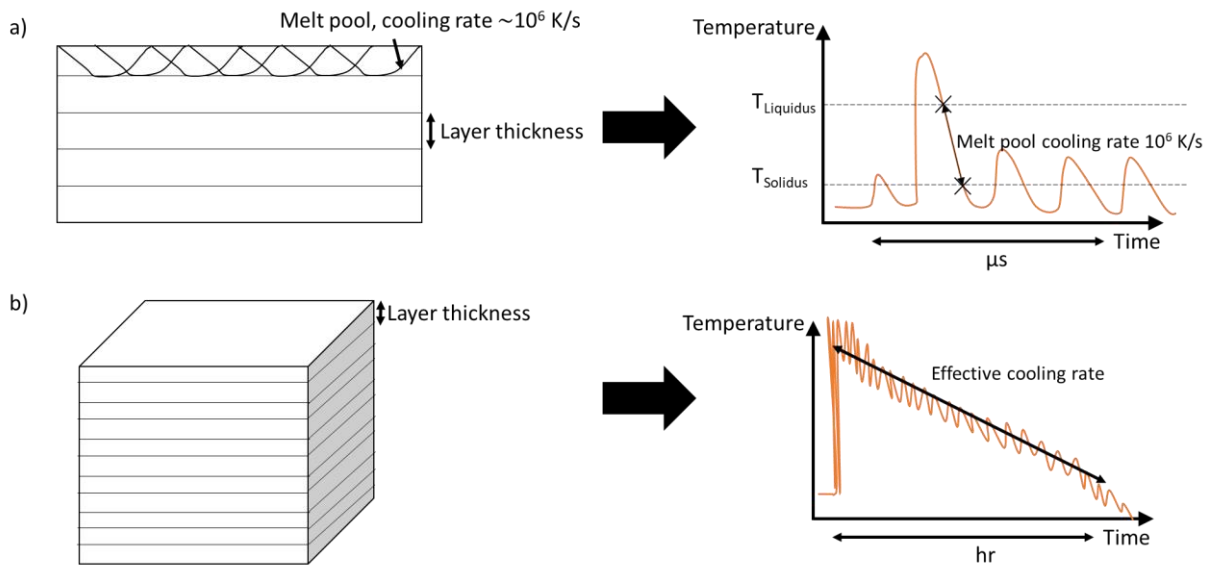 a)
Melt pool, cooling rate ~10⁶ K/s
Layer thickness
Temperature
T_Liquidus
Melt pool cooling rate 10⁶ K/s
T_Solidus
Time
μs
b)
Layer thickness
Temperature
Effective cooling rate
Time
hr